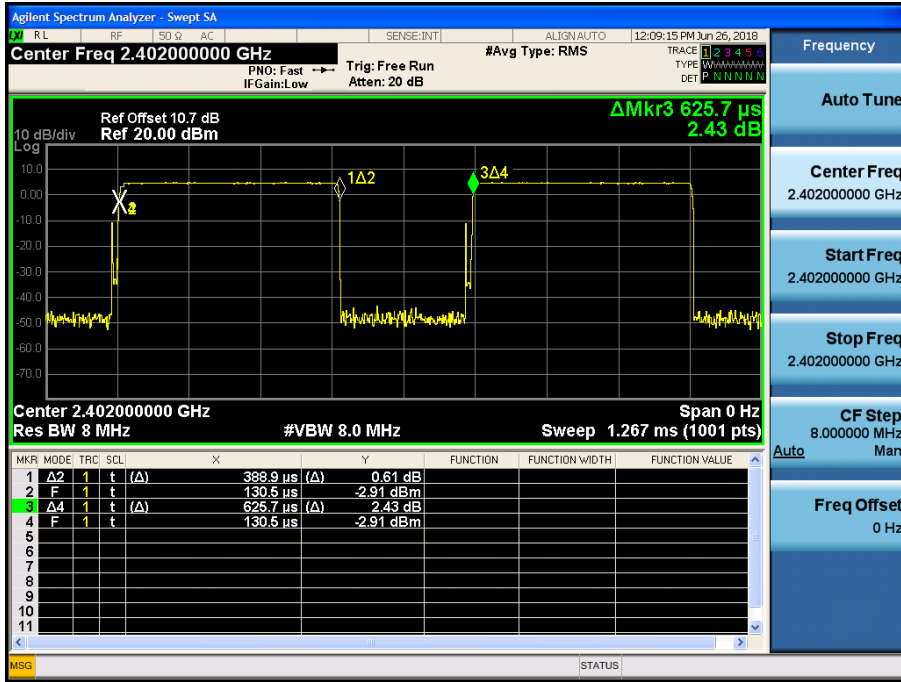 Agilent Spectrum Analyzer - Swept SA
LXI RL RF 50 Ω AC SENSE:INT ALIGNAUTO 12:09:15 PM Jun 26, 2018
Center Freq 2.402000000 GHz
PNO: Fast
IFGain:Low
Trig: Free Run
Atten: 20 dB
#Avg Type: RMS
TRACE 1 2 3 4 5 6
TYPE WWWWWW
DET P N N N N N
Frequency
Ref Offset 10.7 dB
10 dB/div Ref 20.00 dBm
Log
ΔMkr3 625.7 µs
2.43 dB
10.0
0.00
-10.0
-20.0
-30.0
-40.0
-50.0
-60.0
-70.0
1Δ2
3Δ4
Center 2.402000000 GHz Span 0 Hz
Res BW 8 MHz #VBW 8.0 MHz Sweep 1.267 ms (1001 pts)
MKR MODE TRC SCL X Y FUNCTION FUNCTION WIDTH FUNCTION VALUE
1 Δ2 1 t (Δ) 388.9 µs (Δ) 0.61 dB
2 F 1 t 130.5 µs -2.91 dBm
3 Δ4 1 t (Δ) 625.7 µs (Δ) 2.43 dB
4 F 1 t 130.5 µs -2.91 dBm
5
6
7
8
9
10
11
MSG STATUS
Auto Tune
Center Freq
2.402000000 GHz
Start Freq
2.402000000 GHz
Stop Freq
2.402000000 GHz
CF Step
8.000000 MHz
Auto Man
Freq Offset
0 Hz